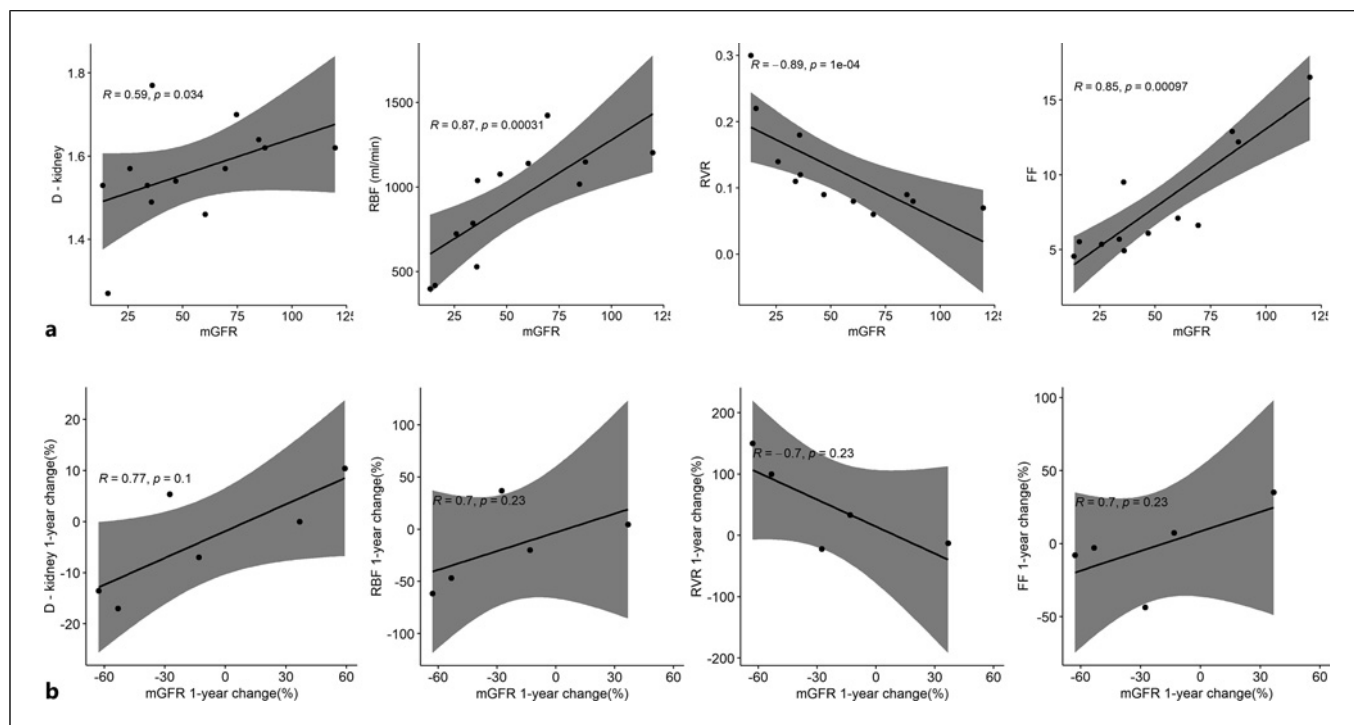 R = 0.59, p = 0.034
D - kidney
1.8
1.6
1.4
25
50
75
100
125
mGFR
R = 0.87, p = 0.00031
RBF (ml/min)
1500
1000
500
25
50
75
100
125
mGFR
R = −0.89, p = 1e-04
RVR
0.3
0.2
0.1
0.0
25
50
75
100
125
mGFR
R = 0.85, p = 0.00097
FF
15
10
5
25
50
75
100
125
mGFR
a
R = 0.77, p = 0.1
D - kidney 1-year change(%)
20
10
0
-10
-20
-60
-30
0
30
60
mGFR 1-year change(%)
R = 0.7, p = 0.23
RBF 1-year change(%)
100
50
0
-50
-100
-60
-30
0
30
60
mGFR 1-year change(%)
R = −0.7, p = 0.23
RVR 1-year change(%)
200
100
0
-100
-200
-60
-30
0
30
60
mGFR 1-year change(%)
R = 0.7, p = 0.23
FF 1-year change(%)
100
50
0
-50
-60
-30
0
30
60
mGFR 1-year change(%)
b